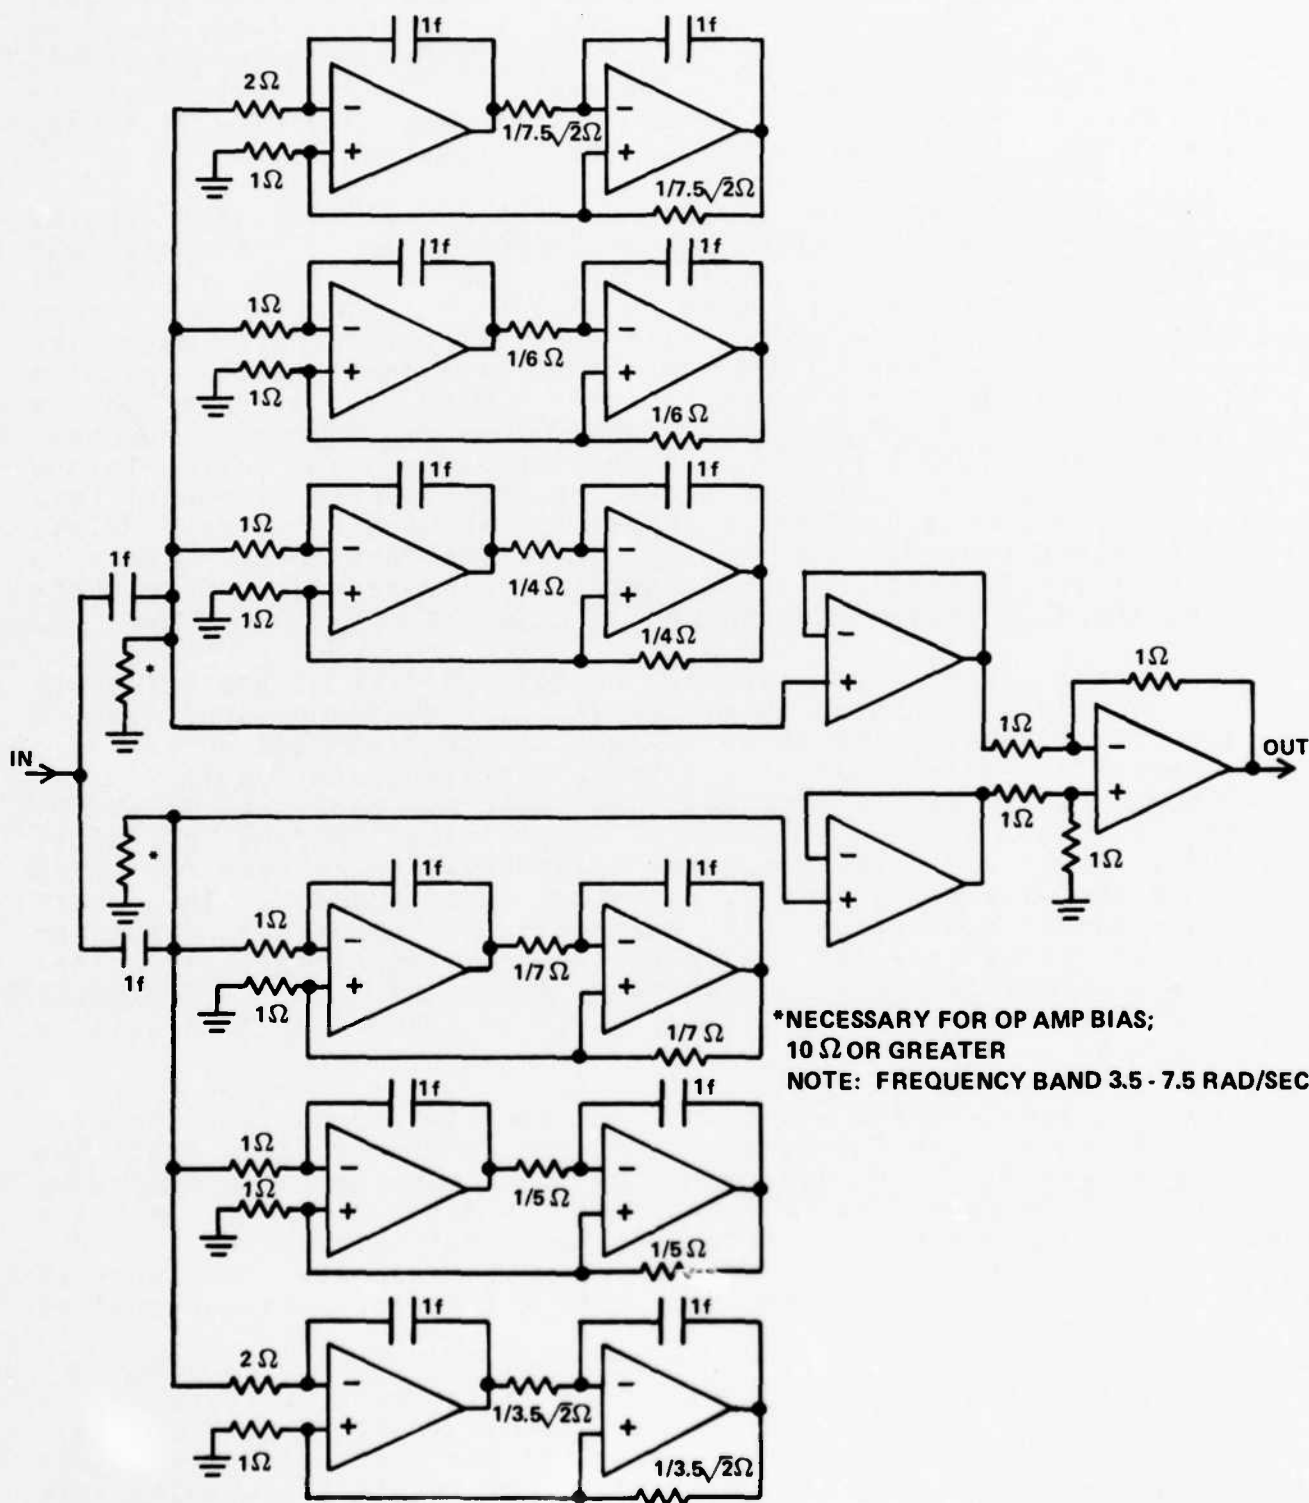 1f
1f
2Ω
−
−
1/7.5√2Ω
+
+
1Ω
1/7.5√2Ω
1f
1f
1Ω
−
−
1/6 Ω
+
+
1Ω
1/6 Ω
1f
1f
1Ω
−
−
1f
1/4 Ω
+
+
1Ω
1/4 Ω
−
*
1Ω
+
1Ω
−
IN
OUT
+
1Ω
*
−
1Ω
1f
1f
+
1Ω
−
−
1f
1/7 Ω
+
+
1Ω
*NECESSARY FOR OP AMP BIAS;
1/7 Ω
10 Ω OR GREATER
NOTE: FREQUENCY BAND 3.5 - 7.5 RAD/SEC
1f
1f
1Ω
−
−
1Ω
1/5 Ω
+
+
1/5 Ω
1f
1f
2 Ω
−
−
1/3.5√2Ω
+
+
1Ω
1/3.5√2Ω